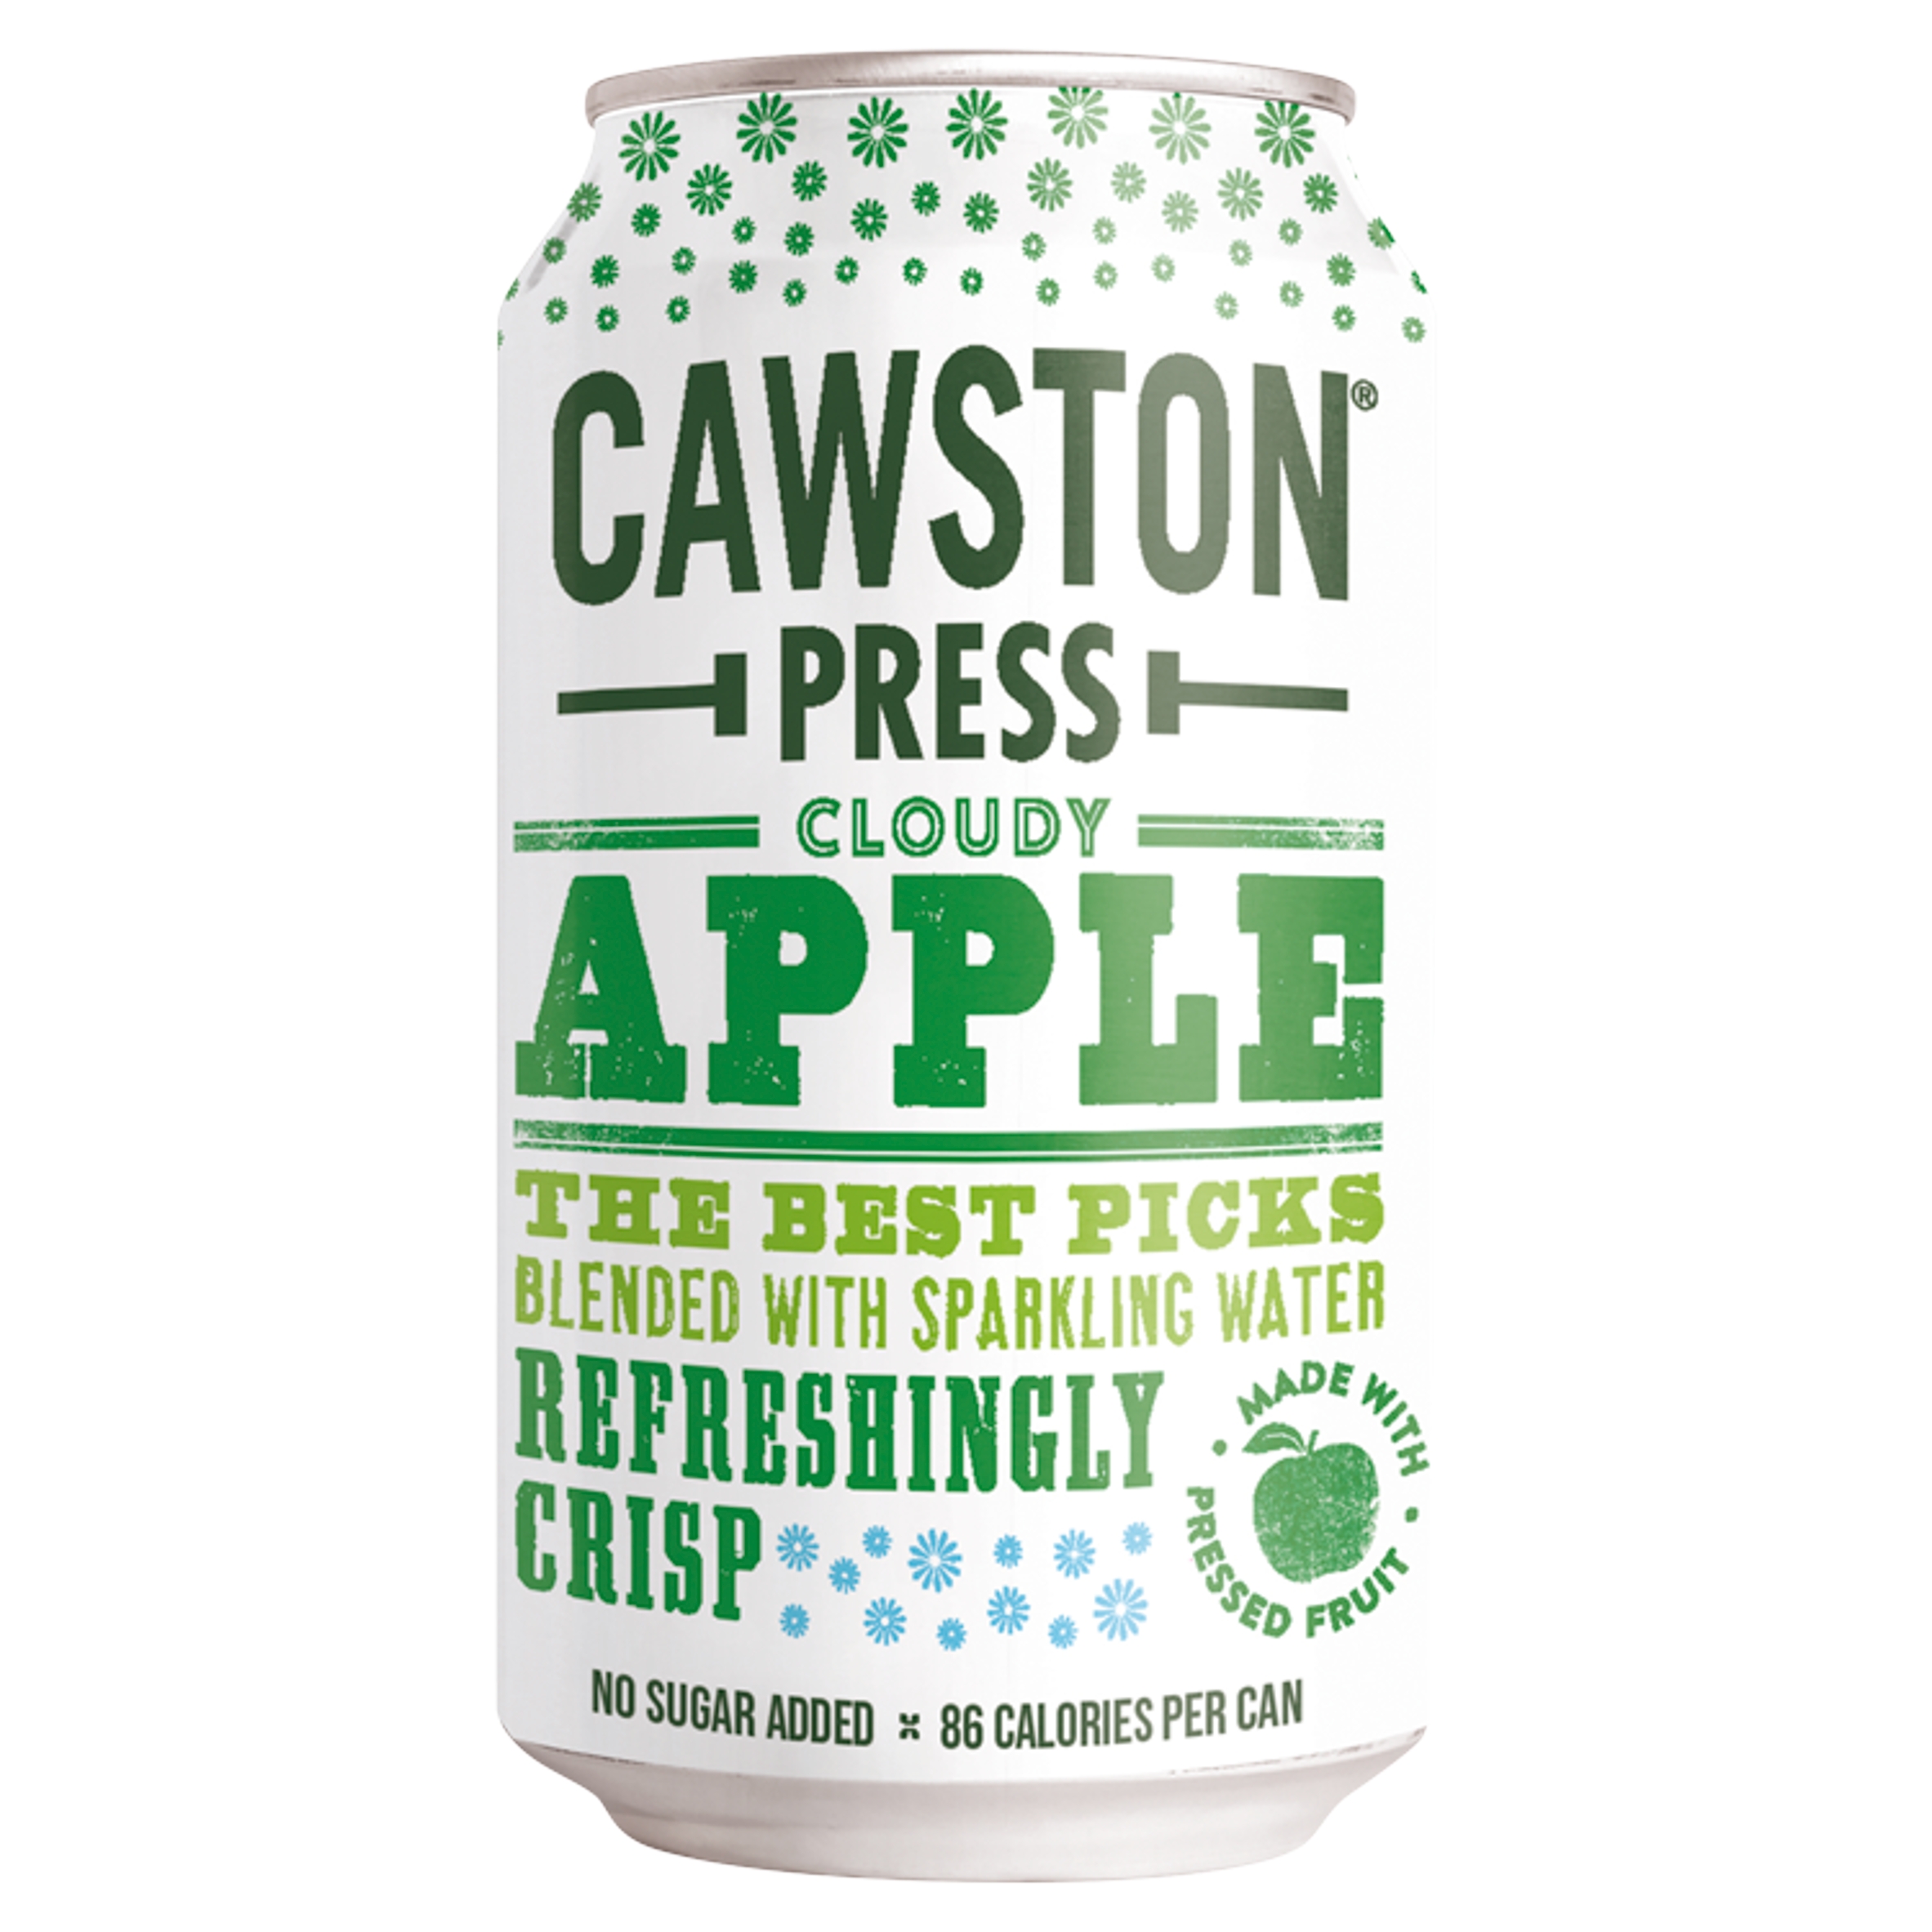 CAWSTON®
PRESS
CLOUDY
APPLE
THE BEST PICKS
BLENDED WITH SPARKLING WATER
REFRESHINGLY
CRISP
MADE WITH
PRESSED FRUIT
NO SUGAR ADDED × 86 CALORIES PER CAN